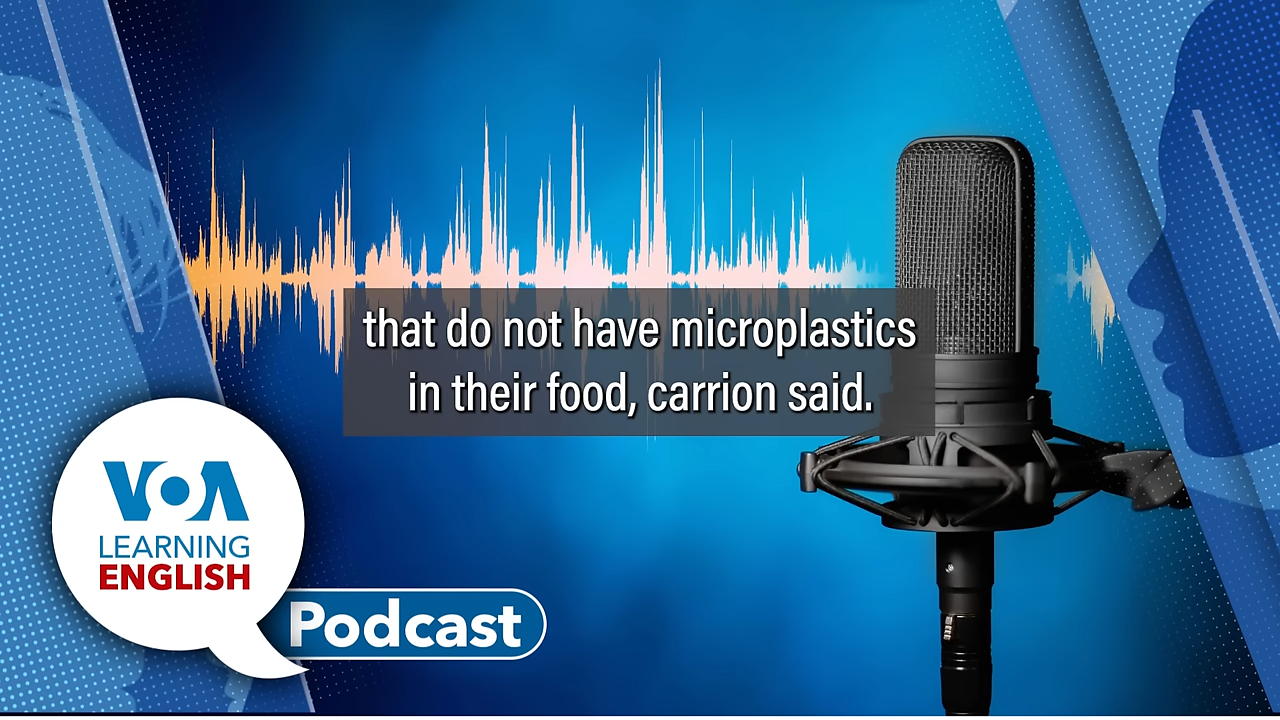 that do not have microplastics
in their food, carrion said.
VOA
LEARNING
ENGLISH
Podcast